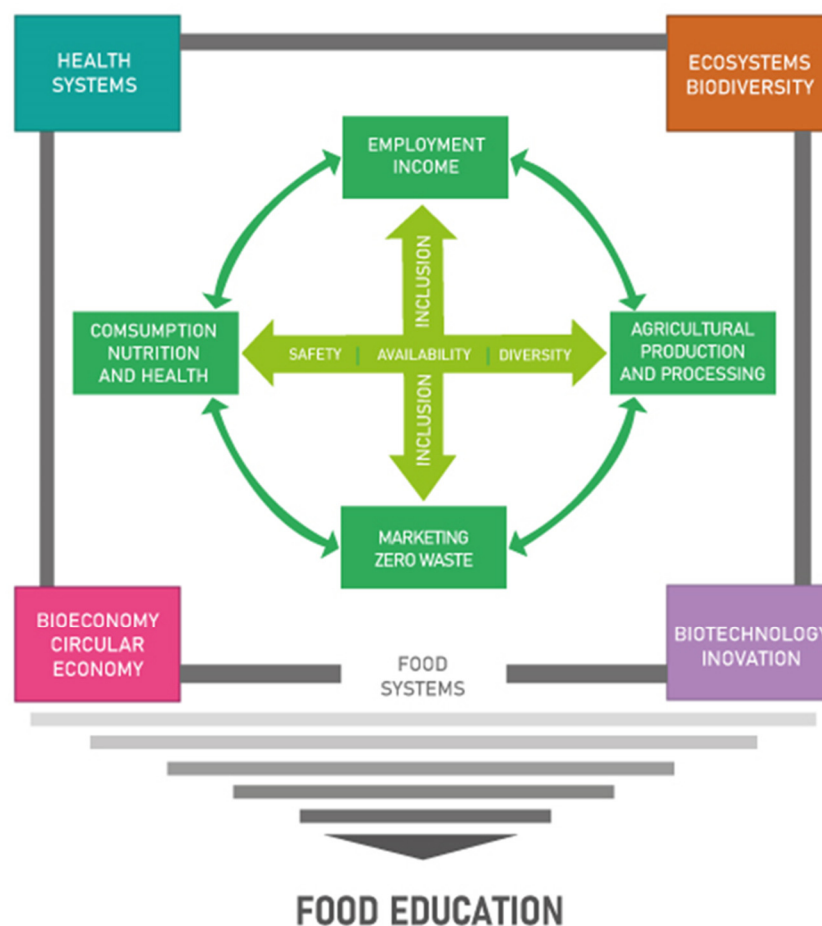 HEALTH
SYSTEMS
ECOSYSTEMS
BIODIVERSITY
EMPLOYMENT
INCOME
INCLUSION
COMSUMPTION
NUTRITION
AND HEALTH
SAFETY | AVAILABILITY | DIVERSITY
AGRICULTURAL
PRODUCTION
AND PROCESSING
INCLUSION
MARKETING
ZERO WASTE
BIOECONOMY
CIRCULAR
ECONOMY
BIOTECHNOLOGY
INOVATION
FOOD
SYSTEMS
FOOD EDUCATION